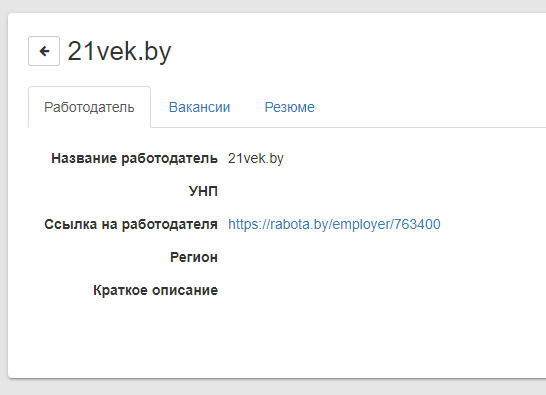 21vek.by
Работодатель Вакансии Резюме
Название работодатель 21vek.by
УНП
Ссылка на работодателя https://rabota.by/employer/763400
Регион
Краткое описание